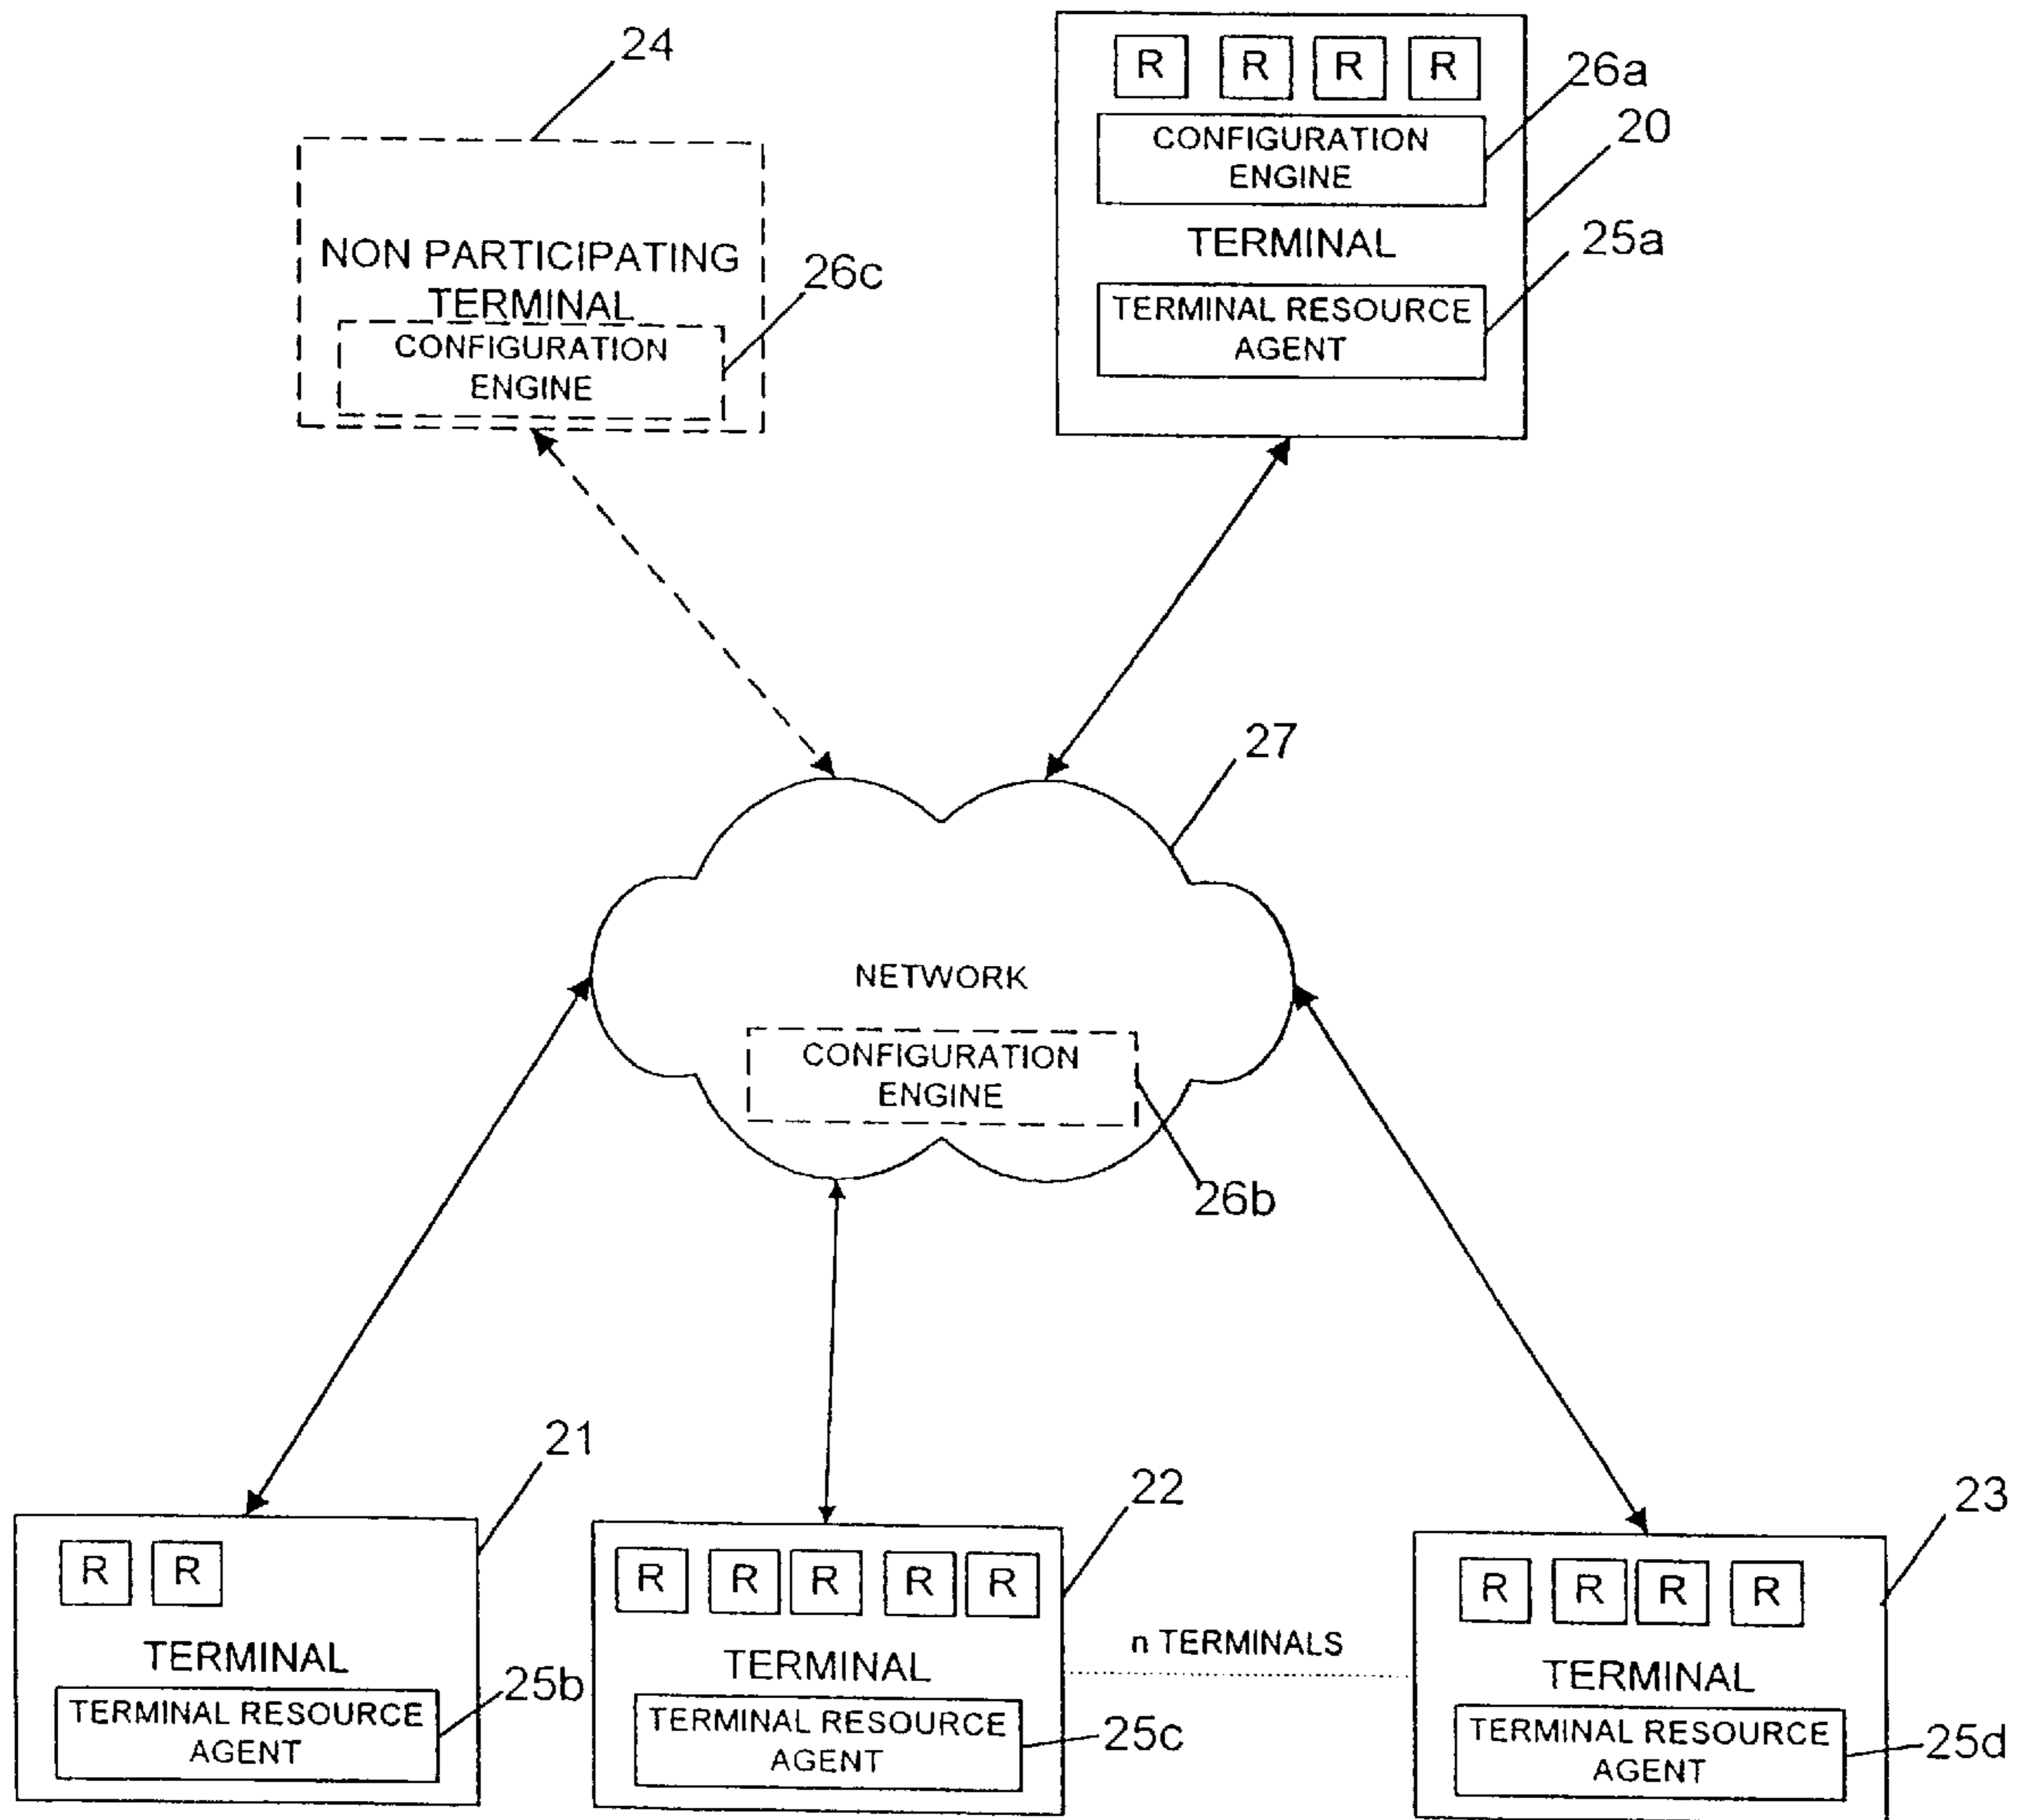 24
R R R R
26a
CONFIGURATION
ENGINE
20
TERMINAL
25a
TERMINAL RESOURCE
AGENT
NON PARTICIPATING
TERMINAL
26c
CONFIGURATION
ENGINE
27
NETWORK
CONFIGURATION
ENGINE
26b
21
R R
TERMINAL
25b
TERMINAL RESOURCE
AGENT
22
R R R R R
TERMINAL
TERMINAL RESOURCE
AGENT
25c
n TERMINALS
23
R R R R
TERMINAL
TERMINAL RESOURCE
AGENT
25d